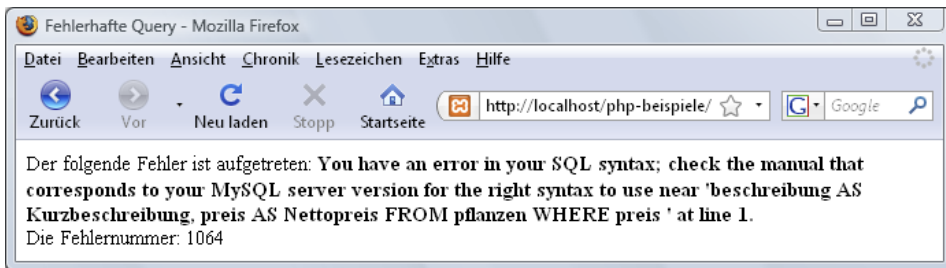 Fehlerhafte Query - Mozilla Firefox
Datei Bearbeiten Ansicht Chronik Lesezeichen Extras Hilfe
Zurück Vor Neu laden Stopp Startseite http://localhost/php-beispiele/ G Google
Der folgende Fehler ist aufgetreten: You have an error in your SQL syntax; check the manual that
corresponds to your MySQL server version for the right syntax to use near 'beschreibung AS
Kurzbeschreibung, preis AS Nettopreis FROM pflanzen WHERE preis ' at line 1.
Die Fehlernummer: 1064